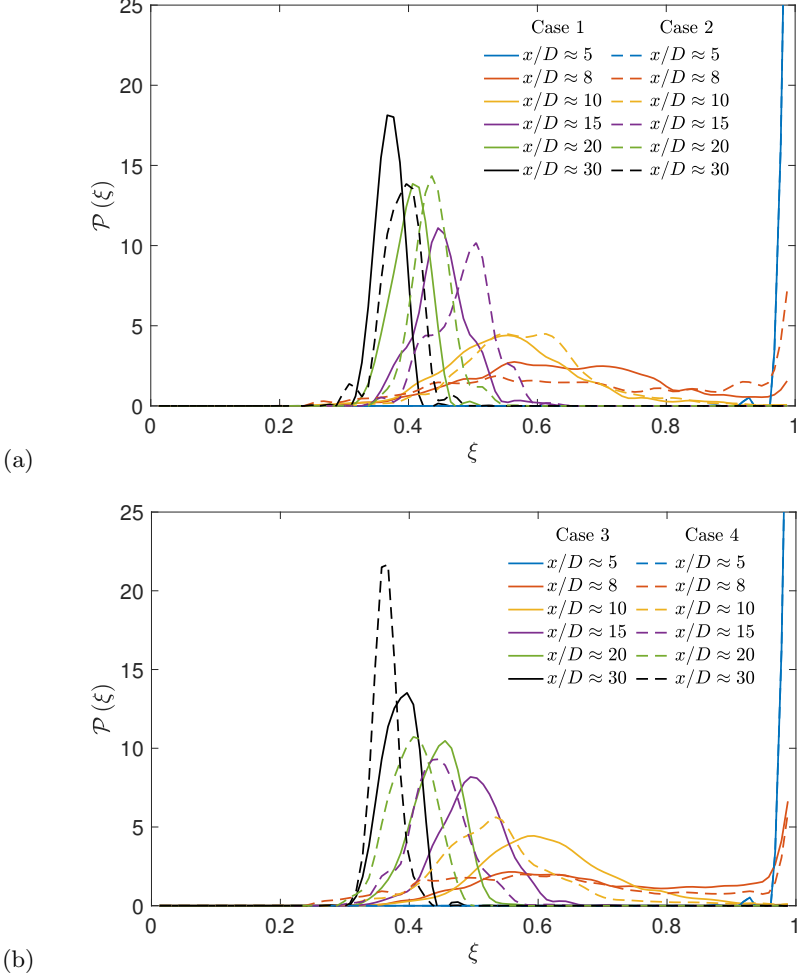 25
20
15
10
5
0
𝒫 (ξ)
Case 1 Case 2
x/D ≈ 5 x/D ≈ 5
x/D ≈ 8 x/D ≈ 8
x/D ≈ 10 x/D ≈ 10
x/D ≈ 15 x/D ≈ 15
x/D ≈ 20 x/D ≈ 20
x/D ≈ 30 x/D ≈ 30
0 0.2 0.4 0.6 0.8 1
ξ
(a)
25
20
15
10
5
0
𝒫 (ξ)
Case 3 Case 4
x/D ≈ 5 x/D ≈ 5
x/D ≈ 8 x/D ≈ 8
x/D ≈ 10 x/D ≈ 10
x/D ≈ 15 x/D ≈ 15
x/D ≈ 20 x/D ≈ 20
x/D ≈ 30 x/D ≈ 30
0 0.2 0.4 0.6 0.8 1
ξ
(b)